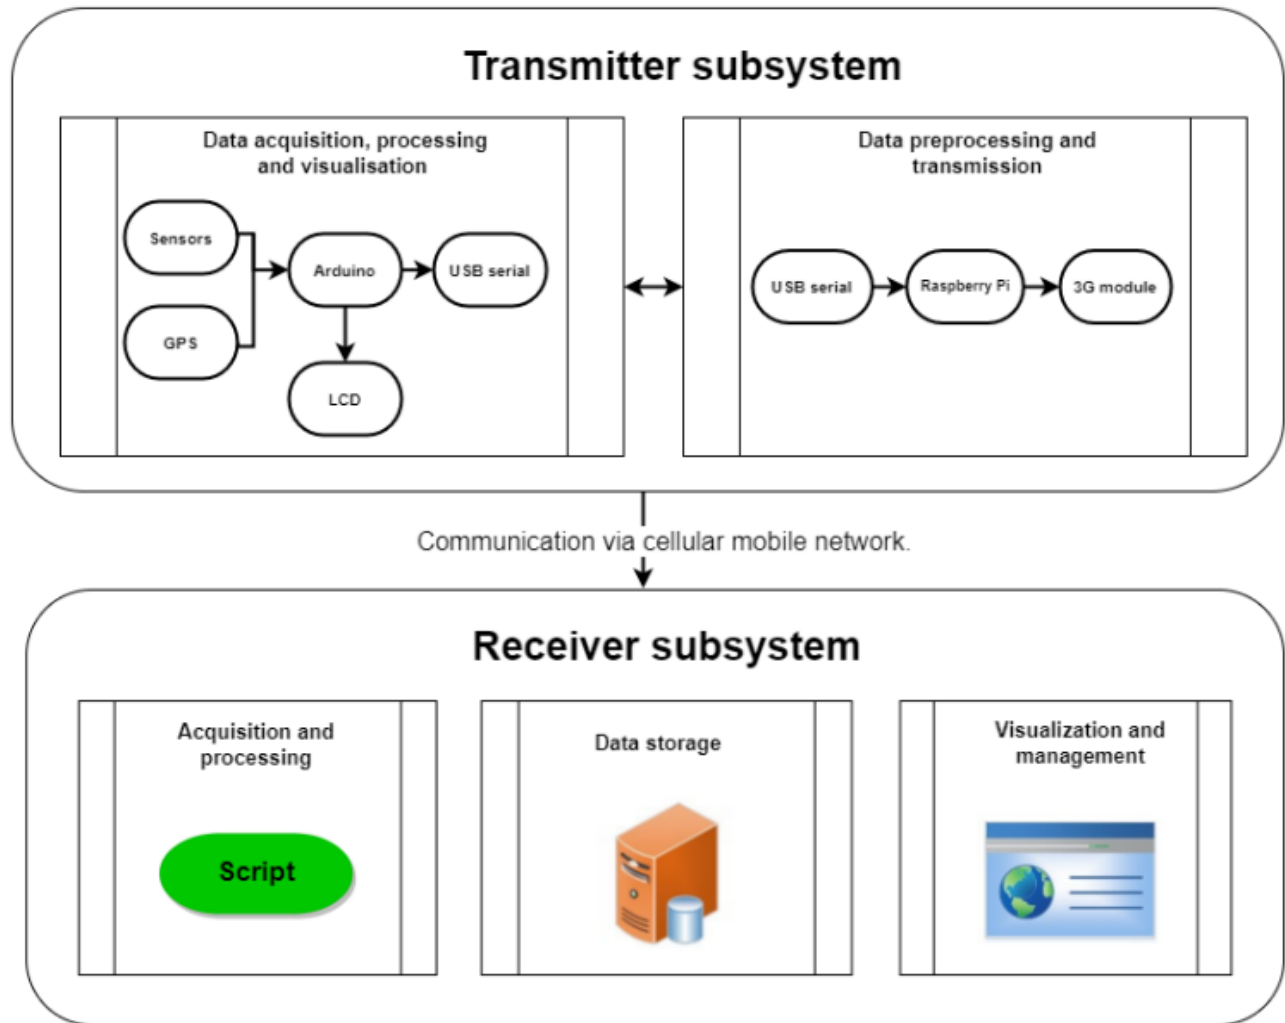 Transmitter subsystem
Data acquisition, processing
and visualisation
Sensors
GPS
Arduino
USB serial
LCD
Data preprocessing and
transmission
USB serial
Raspberry Pi
3G module
Communication via cellular mobile network.
Receiver subsystem
Acquisition and
processing
Script
Data storage
Visualization and
management